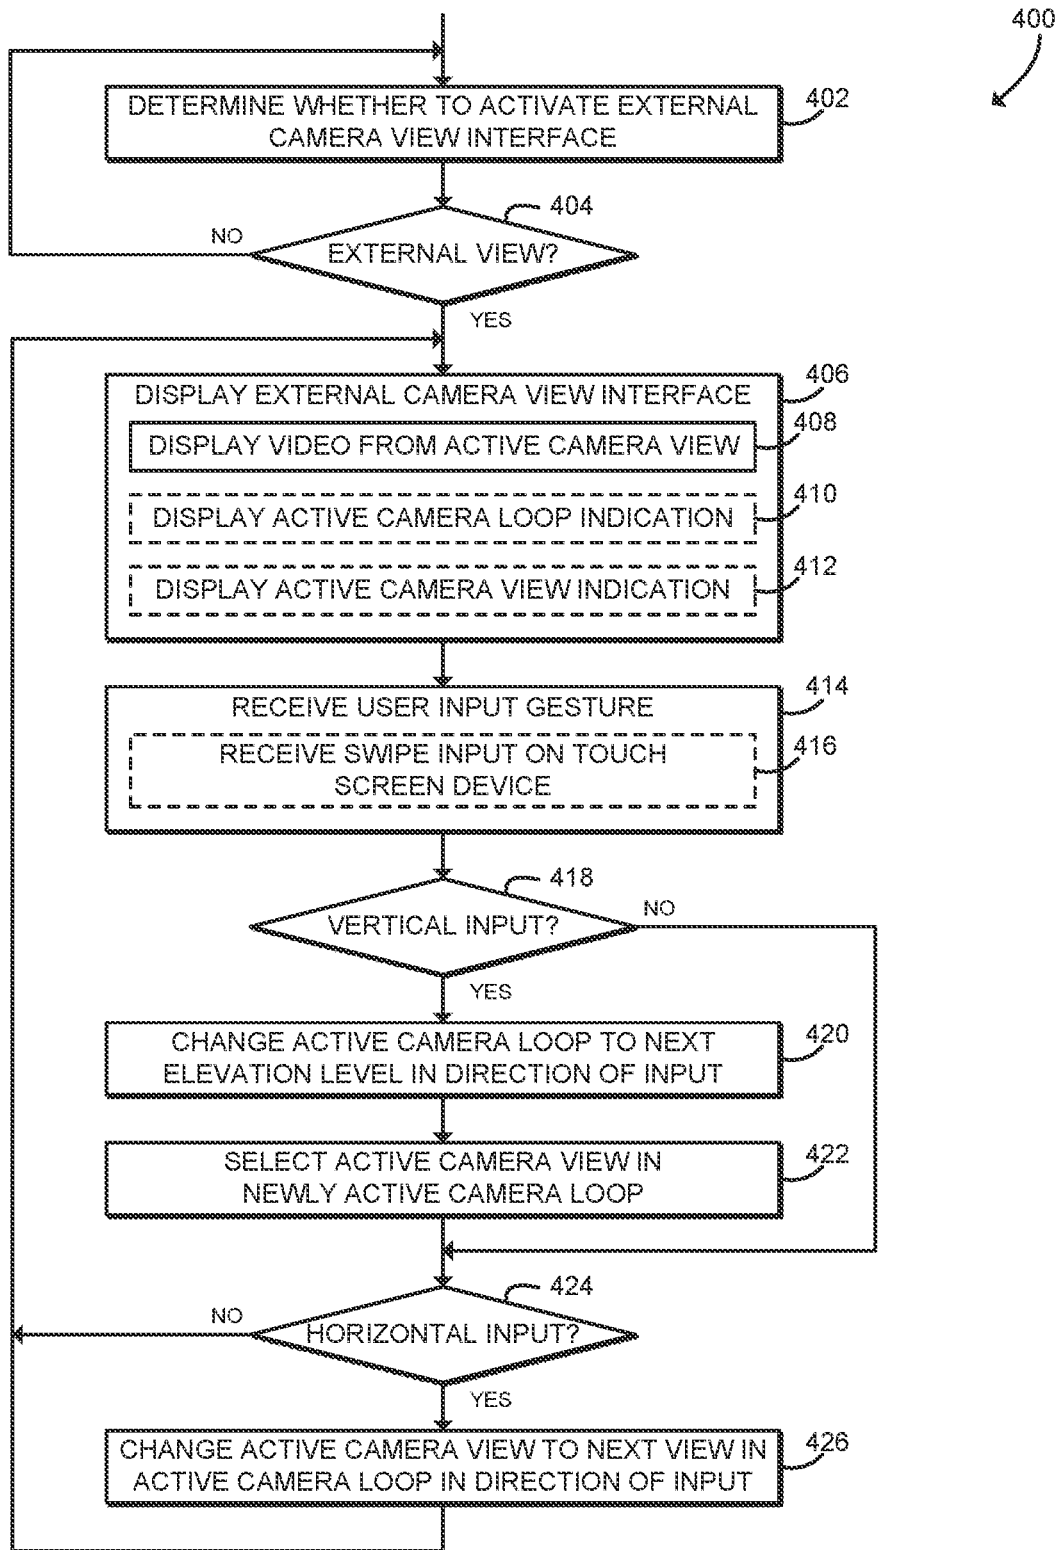 400
DETERMINE WHETHER TO ACTIVATE EXTERNAL
CAMERA VIEW INTERFACE
402
404
NO
EXTERNAL VIEW?
YES
DISPLAY EXTERNAL CAMERA VIEW INTERFACE
406
DISPLAY VIDEO FROM ACTIVE CAMERA VIEW
408
DISPLAY ACTIVE CAMERA LOOP INDICATION
410
DISPLAY ACTIVE CAMERA VIEW INDICATION
412
RECEIVE USER INPUT GESTURE
414
RECEIVE SWIPE INPUT ON TOUCH
SCREEN DEVICE
416
418
VERTICAL INPUT?
NO
YES
CHANGE ACTIVE CAMERA LOOP TO NEXT
ELEVATION LEVEL IN DIRECTION OF INPUT
420
SELECT ACTIVE CAMERA VIEW IN
NEWLY ACTIVE CAMERA LOOP
422
424
NO
HORIZONTAL INPUT?
YES
CHANGE ACTIVE CAMERA VIEW TO NEXT VIEW IN
ACTIVE CAMERA LOOP IN DIRECTION OF INPUT
426